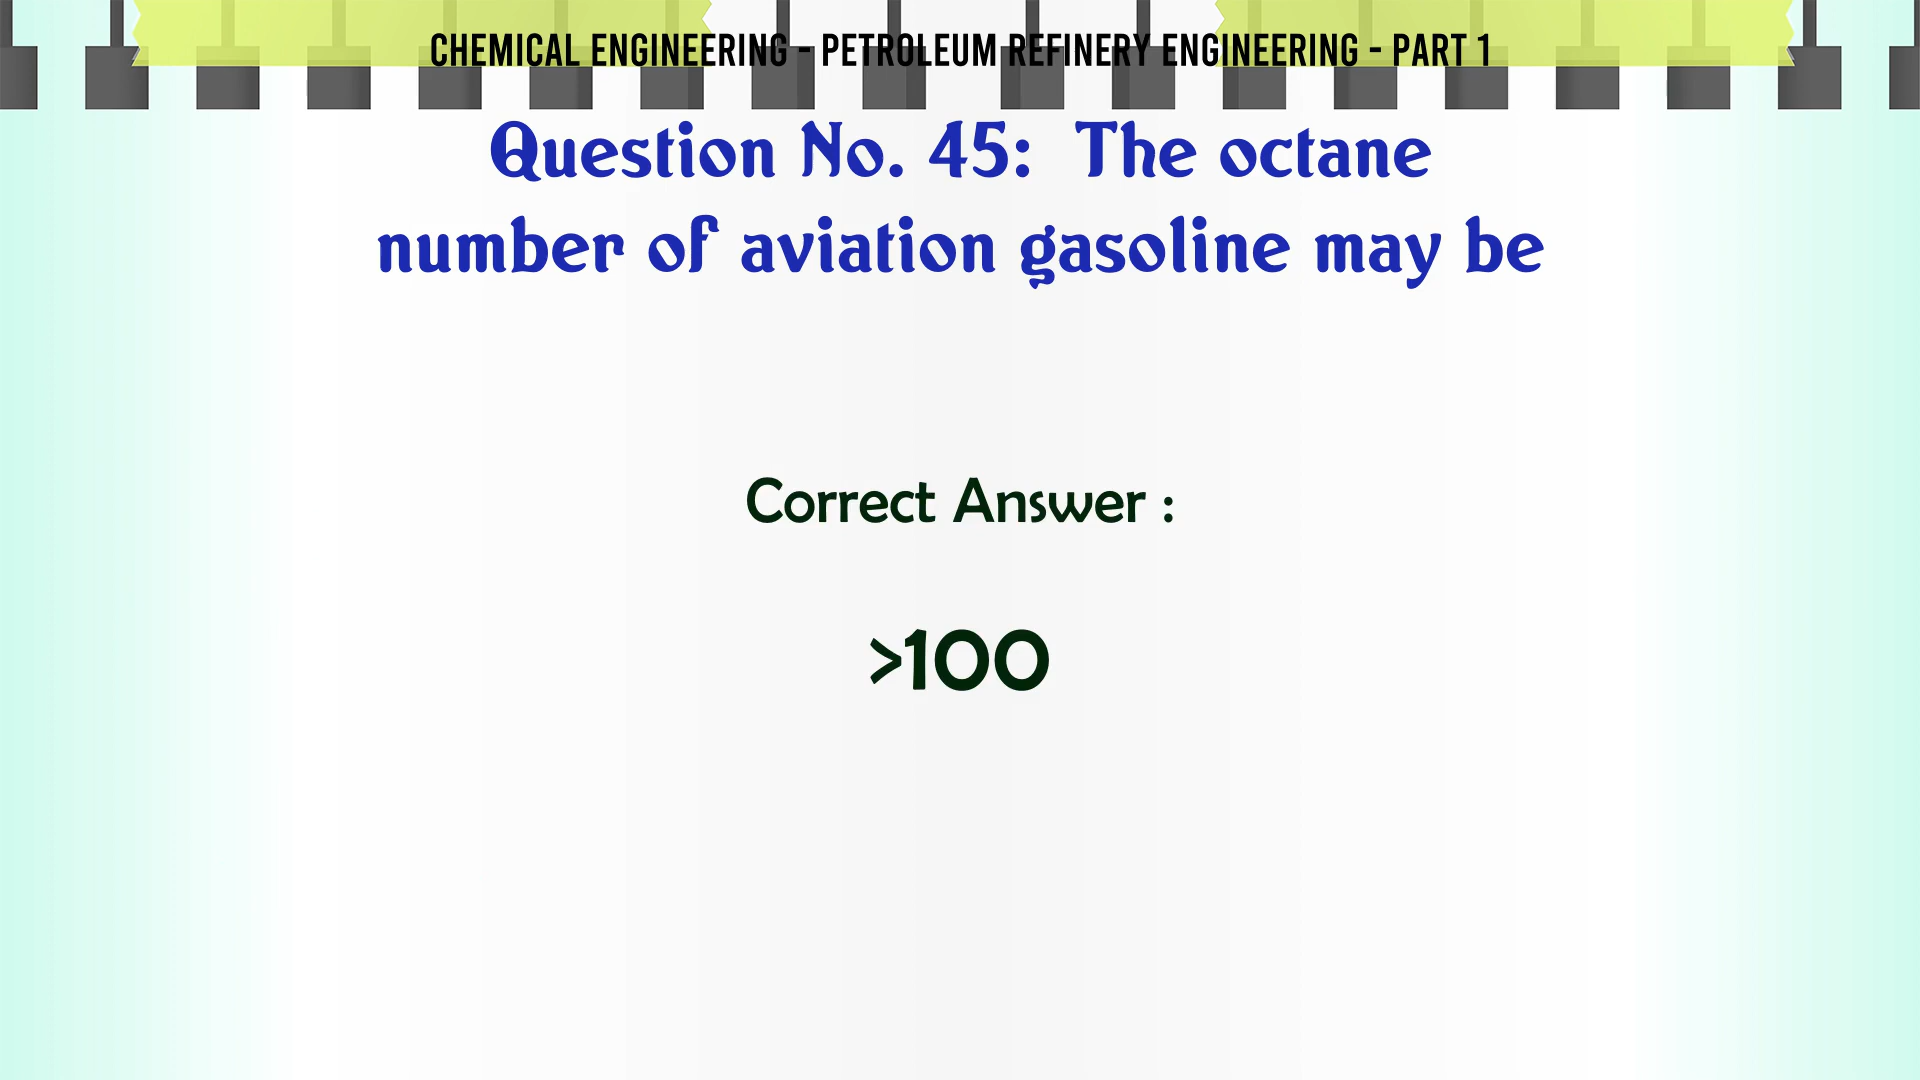 CHEMICAL ENGINEERING - PETROLEUM REFINERY ENGINEERING - PART 1
Question No. 45: The octane
number of aviation gasoline may be
Correct Answer :
>100